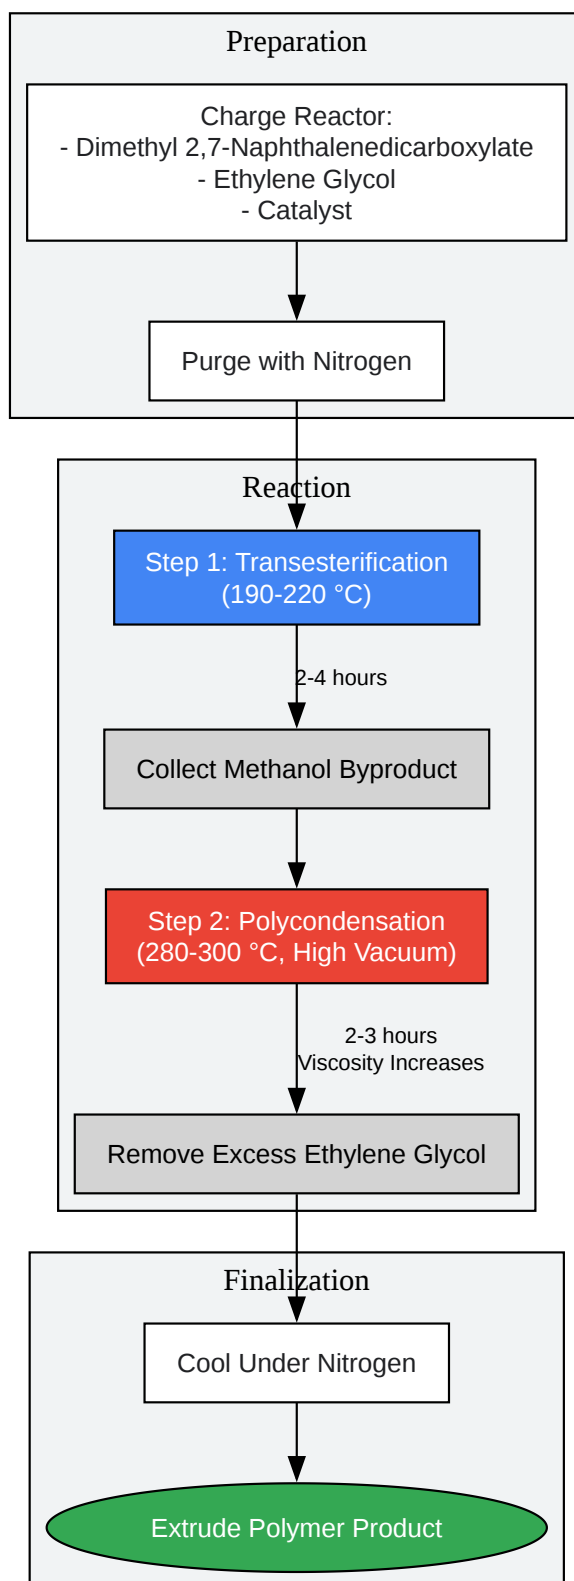 Preparation
Charge Reactor:
- Dimethyl 2,7-Naphthalenedicarboxylate
- Ethylene Glycol
- Catalyst
Purge with Nitrogen
Reaction
Step 1: Transesterification
(190-220 °C)
2-4 hours
Collect Methanol Byproduct
Step 2: Polycondensation
(280-300 °C, High Vacuum)
2-3 hours
Viscosity Increases
Remove Excess Ethylene Glycol
Finalization
Cool Under Nitrogen
Extrude Polymer Product